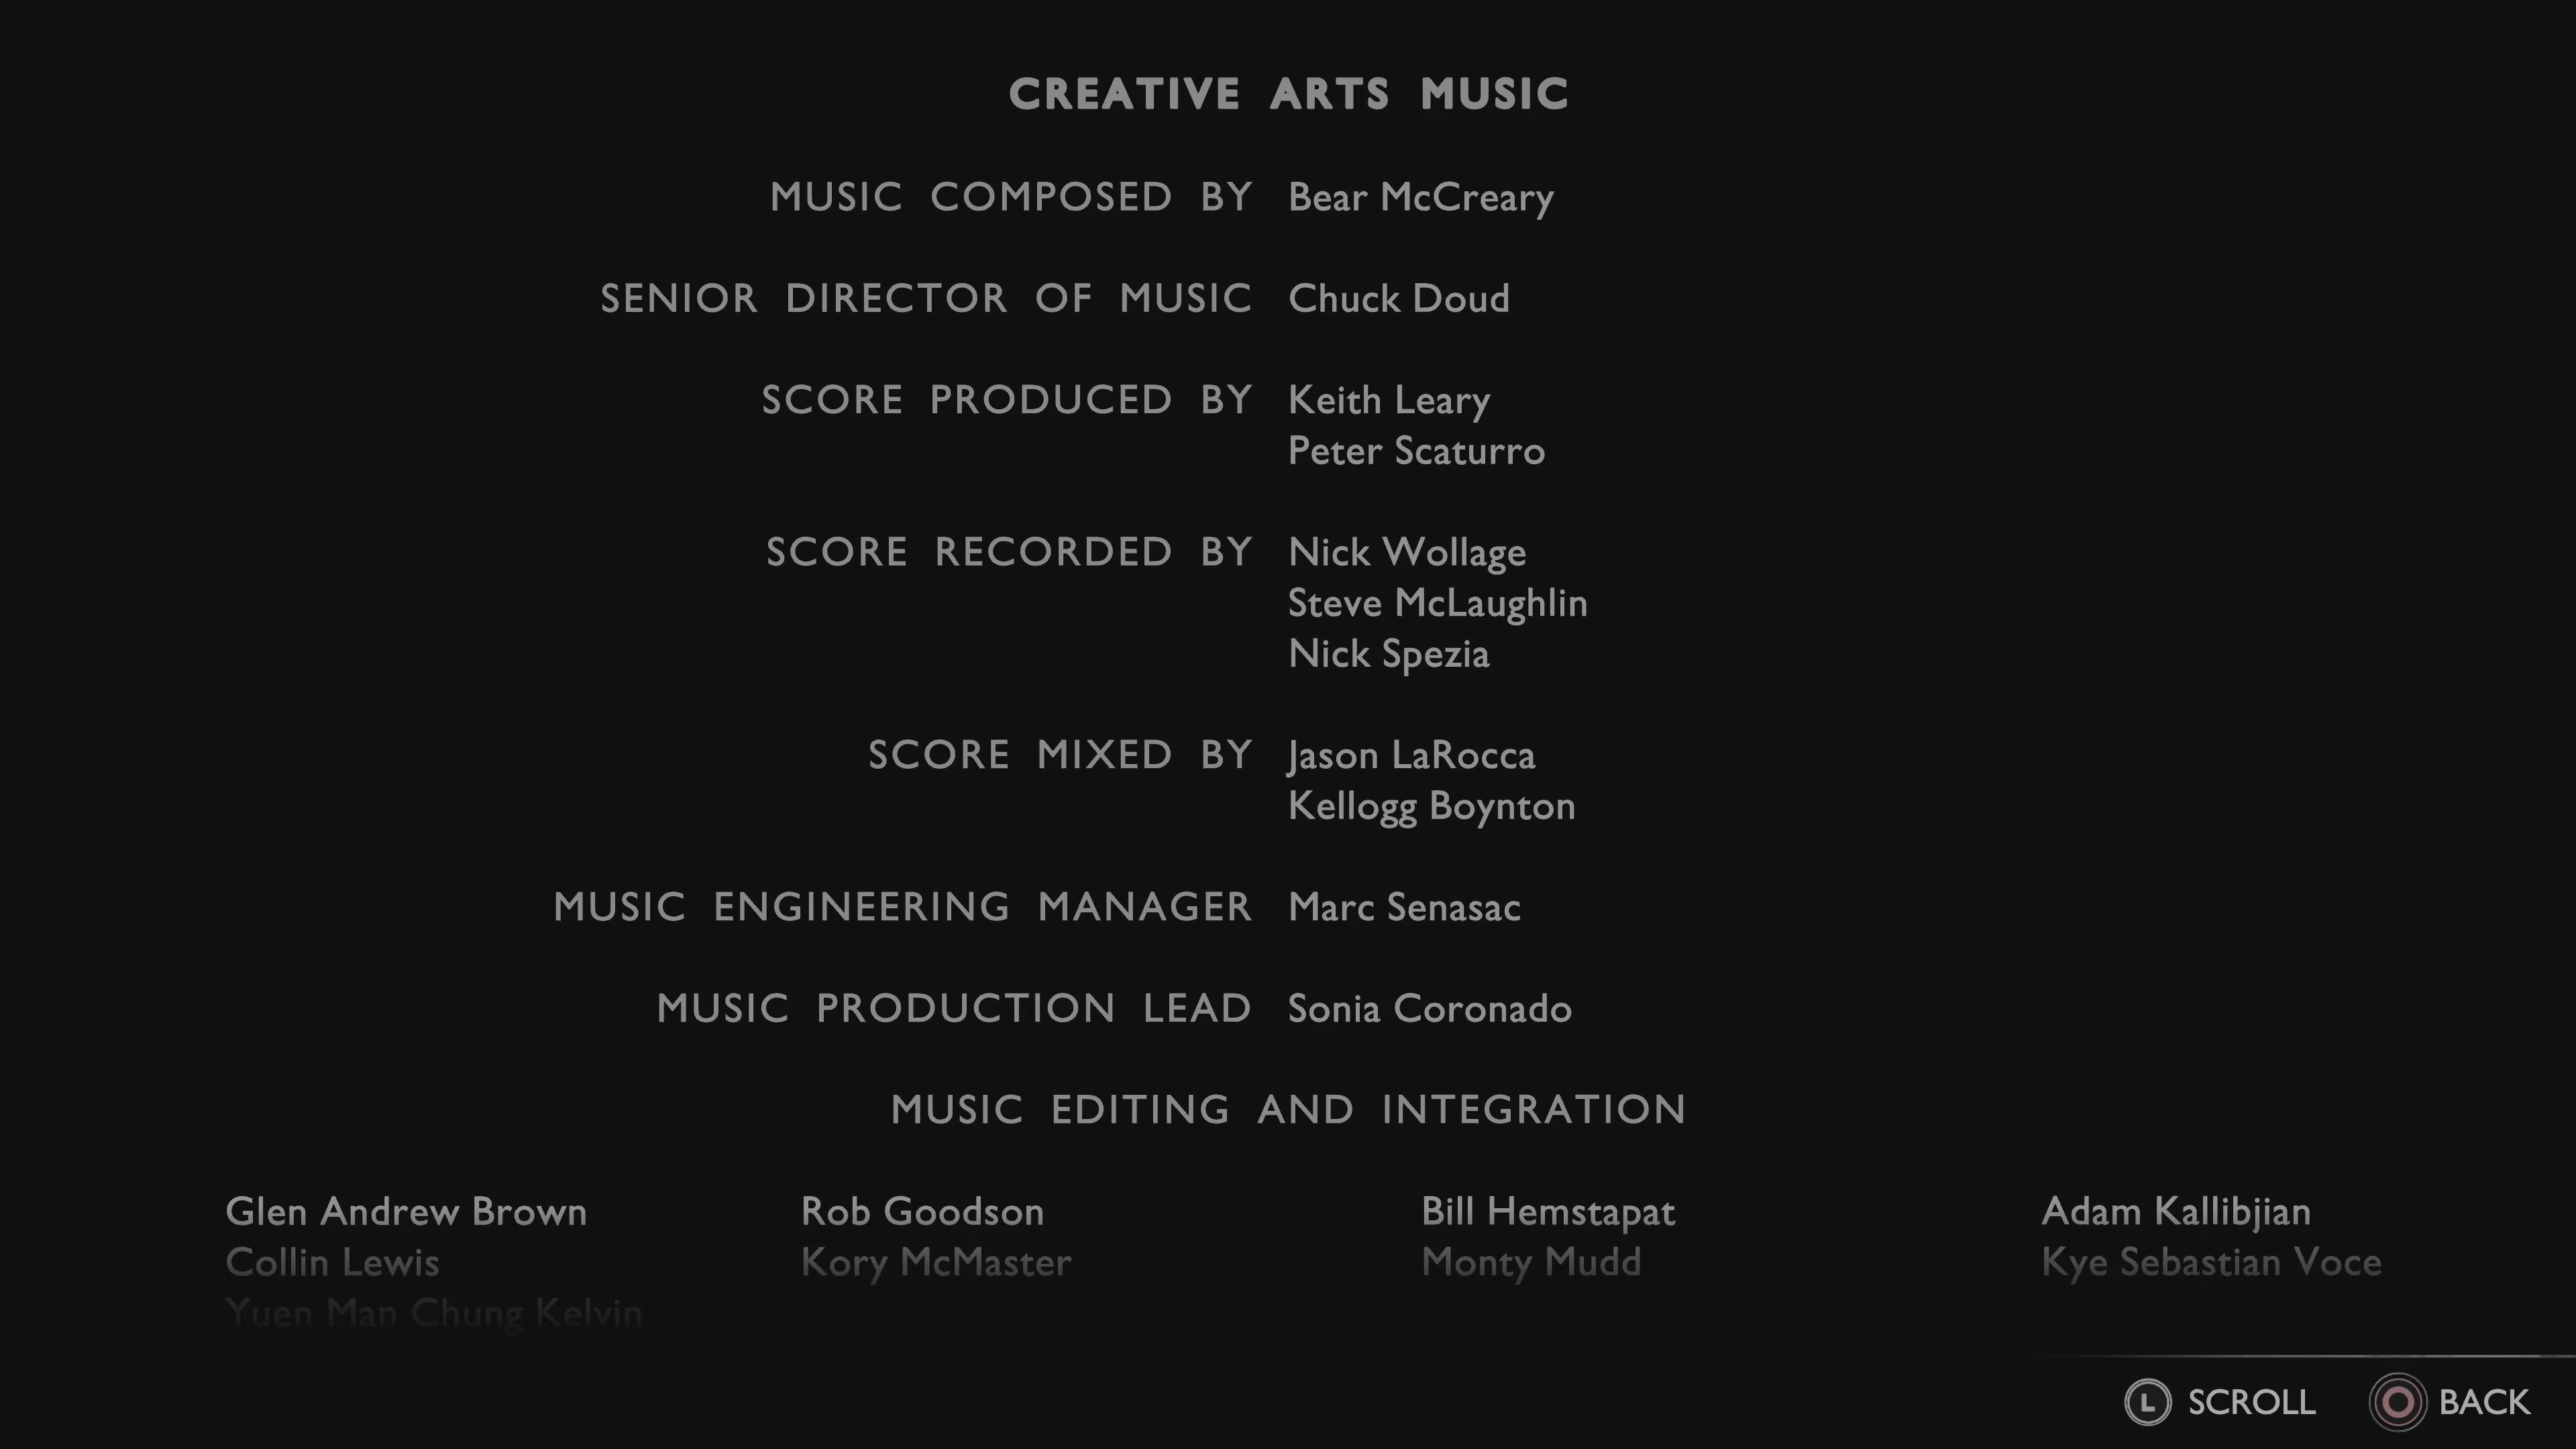 CREATIVE ARTS MUSIC
MUSIC COMPOSED BY Bear McCreary
SENIOR DIRECTOR OF MUSIC Chuck Doud
SCORE PRODUCED BY Keith Leary
Peter Scaturro
SCORE RECORDED BY Nick Wollage
Steve McLaughlin
Nick Spezia
SCORE MIXED BY Jason LaRocca
Kellogg Boynton
MUSIC ENGINEERING MANAGER Marc Senasac
MUSIC PRODUCTION LEAD Sonia Coronado
MUSIC EDITING AND INTEGRATION
Glen Andrew Brown Rob Goodson Bill Hemstapat Adam Kallibjian
Collin Lewis Kory McMaster Monty Mudd Kye Sebastian Voce
Yuen Man Chung Kelvin
L SCROLL BACK